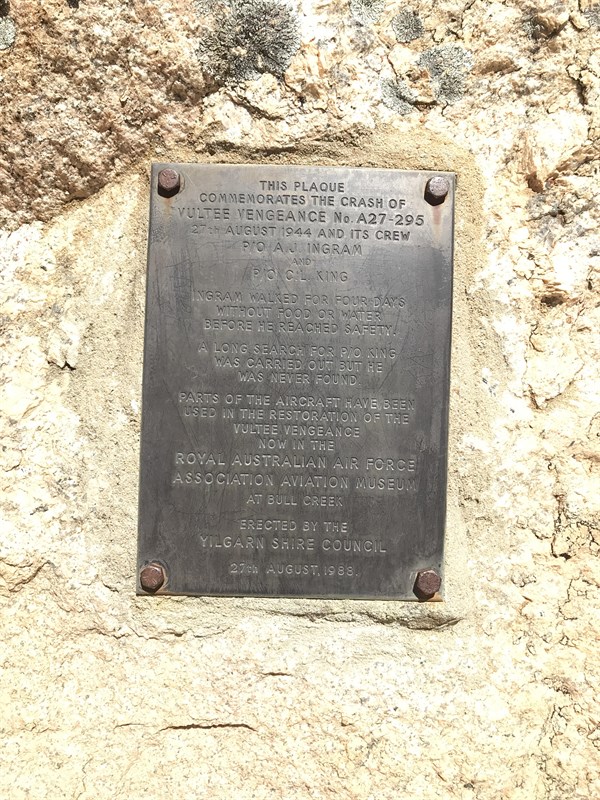 THIS PLAQUE
COMMEMORATES THE CRASH OF
VULTEE VENGEANCE No. A27-295
27th AUGUST 1944 AND ITS CREW
P/O A.J. INGRAM
AND
P/O C.L. KING
INGRAM WALKED FOR FOUR DAYS
WITHOUT FOOD OR WATER
BEFORE HE REACHED SAFETY.
A LONG SEARCH FOR P/O KING
WAS CARRIED OUT BUT HE
WAS NEVER FOUND.
PARTS OF THE AIRCRAFT HAVE BEEN
USED IN THE RESTORATION OF THE
VULTEE VENGEANCE
NOW IN THE
ROYAL AUSTRALIAN AIR FORCE
ASSOCIATION AVIATION MUSEUM
AT BULL CREEK
ERECTED BY THE
YILGARN SHIRE COUNCIL
27th AUGUST, 1988.